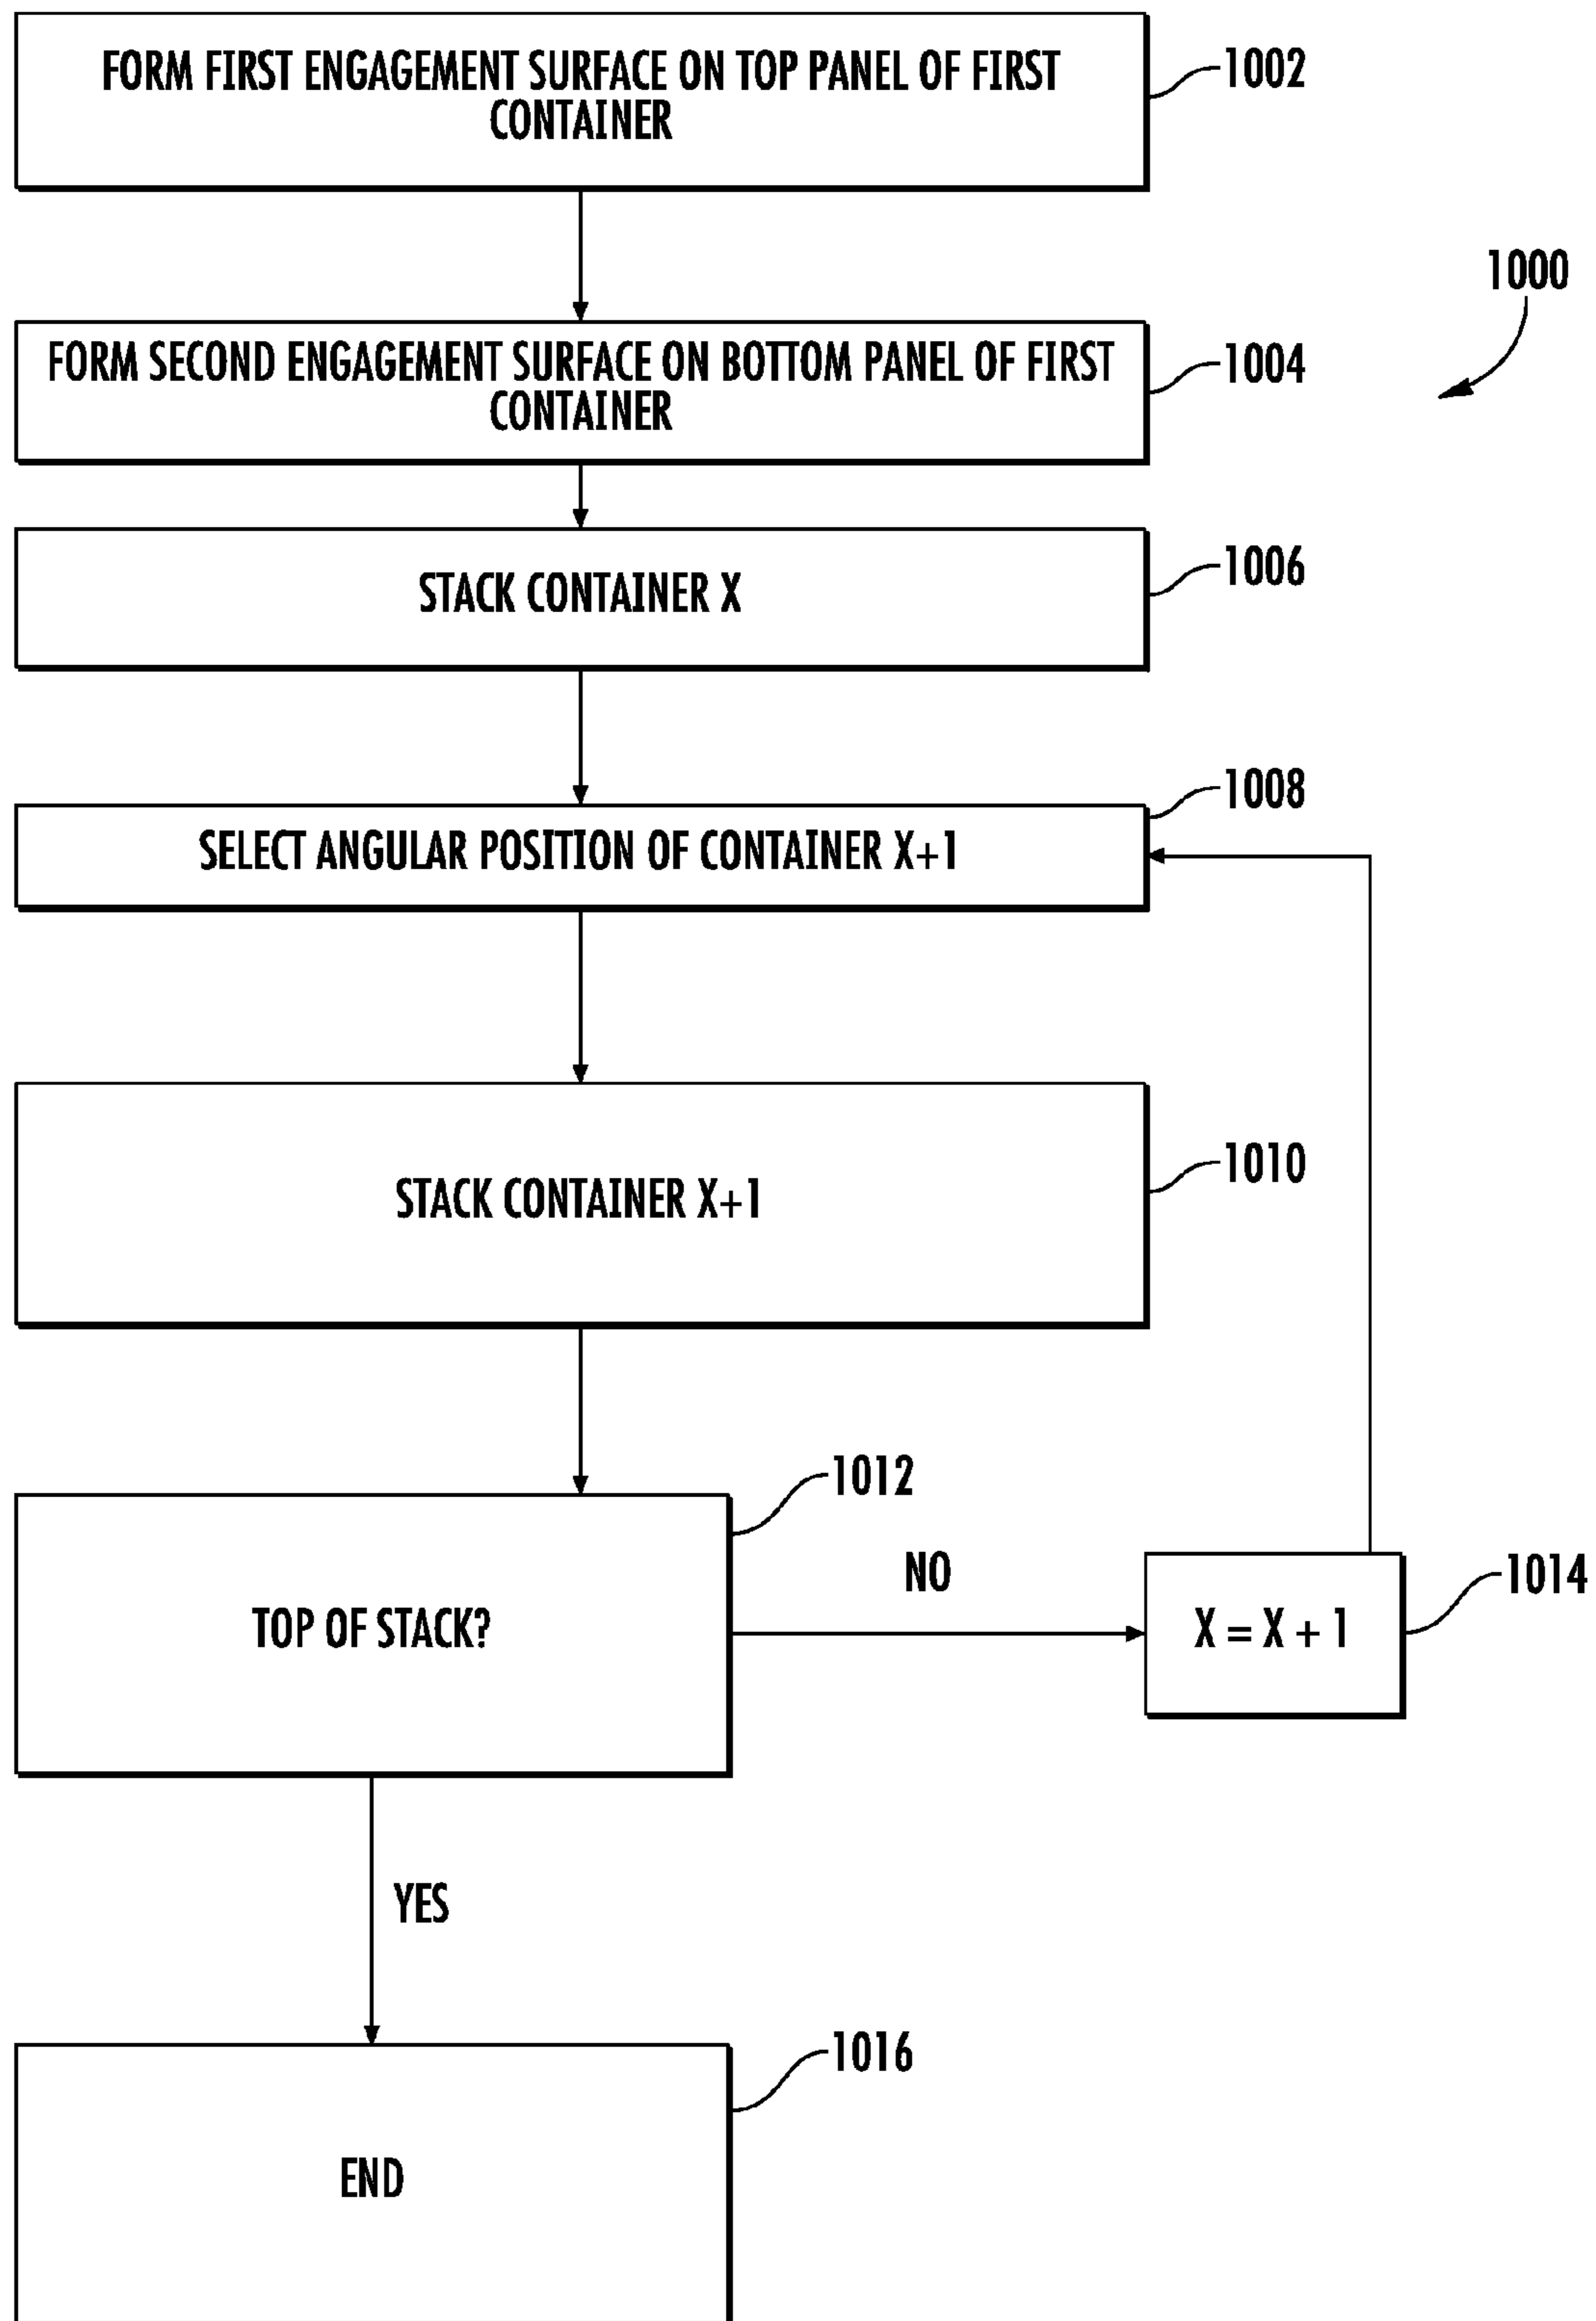 FORM FIRST ENGAGEMENT SURFACE ON TOP PANEL OF FIRST
CONTAINER
1002
1000
FORM SECOND ENGAGEMENT SURFACE ON BOTTOM PANEL OF FIRST
CONTAINER
1004
STACK CONTAINER X
1006
SELECT ANGULAR POSITION OF CONTAINER X+1
1008
STACK CONTAINER X+1
1010
TOP OF STACK?
1012
NO
X = X + 1
1014
YES
END
1016